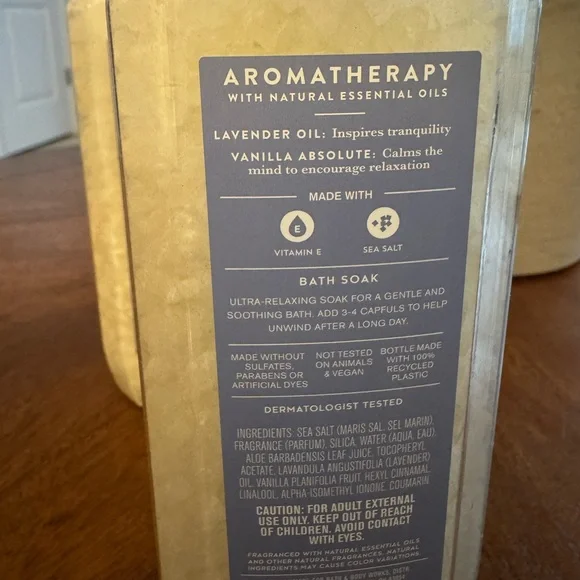 AROMATHERAPY
WITH NATURAL ESSENTIAL OILS
LAVENDER OIL: Inspires tranquility
VANILLA ABSOLUTE: Calms the
mind to encourage relaxation
MADE WITH
E
VITAMIN E
SEA SALT
BATH SOAK
ULTRA-RELAXING SOAK FOR A GENTLE AND
SOOTHING BATH. ADD 3-4 CAPFULS TO HELP
UNWIND AFTER A LONG DAY.
MADE WITHOUT
SULFATES,
PARABENS OR
ARTIFICIAL DYES
NOT TESTED
ON ANIMALS
& VEGAN
BOTTLE MADE
WITH 100%
RECYCLED
PLASTIC
DERMATOLOGIST TESTED
INGREDIENTS: SEA SALT (MARIS SAL, SEL MARIN),
FRAGRANCE (PARFUM), SILICA, WATER (AQUA, EAU),
ALOE BARBADENSIS LEAF JUICE, TOCOPHERYL
ACETATE, LAVANDULA ANGUSTIFOLIA (LAVENDER)
OIL, VANILLA PLANIFOLIA FRUIT, HEXYL CINNAMAL,
LINALOOL, ALPHA-ISOMETHYL IONONE, COUMARIN
CAUTION: FOR ADULT EXTERNAL
USE ONLY. KEEP OUT OF REACH
OF CHILDREN. AVOID CONTACT
WITH EYES.
FRAGRANCED WITH NATURAL ESSENTIAL OILS
AND OTHER NATURAL FRAGRANCES. NATURAL
INGREDIENTS MAY CAUSE COLOR VARIATIONS.
BATH & BODY WORKS, DISTR.